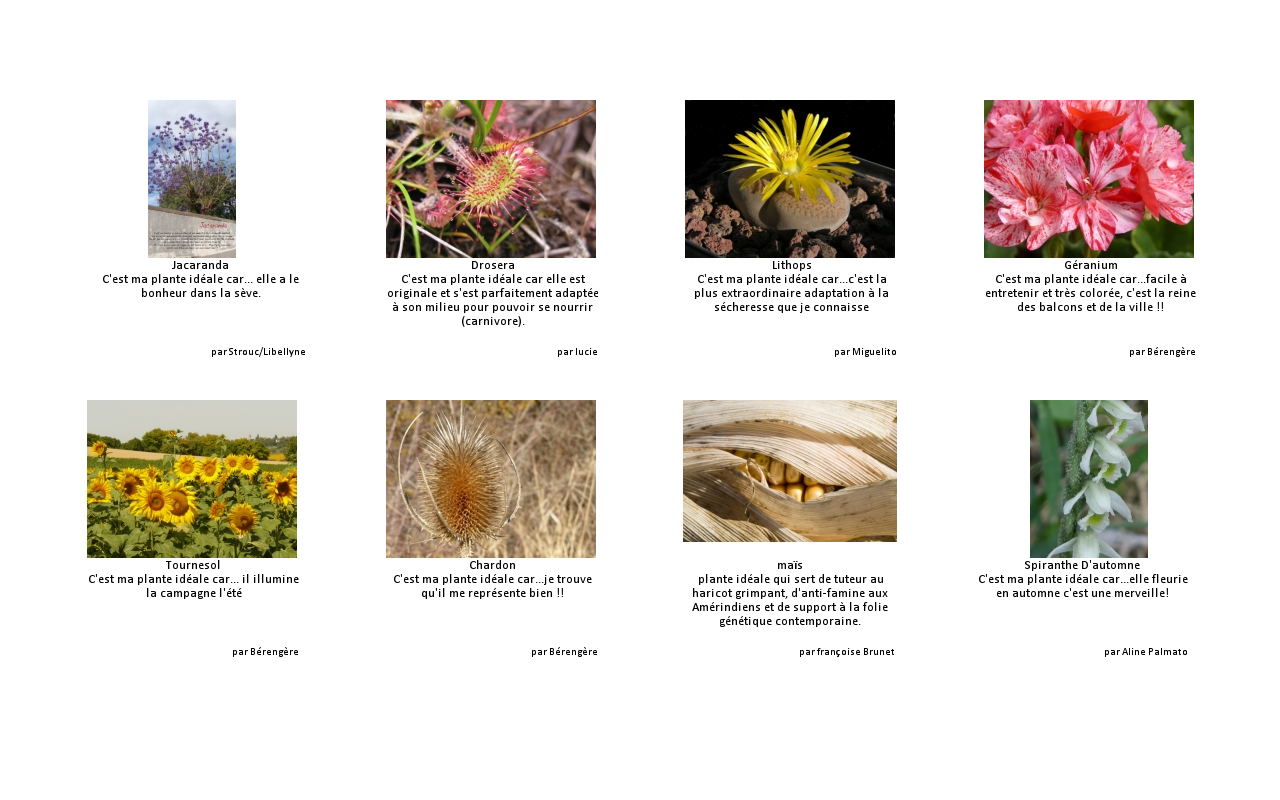 Jacaranda
Jacaranda
C'est ma plante idéale car... elle a le
bonheur dans la sève.
par Strouc/Libellyne
Drosera
C'est ma plante idéale car elle est
originale et s'est parfaitement adaptée
à son milieu pour pouvoir se nourrir
(carnivore).
par lucie
Lithops
C'est ma plante idéale car...c'est la
plus extraordinaire adaptation à la
sécheresse que je connaisse
par Miguelito
Géranium
C'est ma plante idéale car...facile à
entretenir et très colorée, c'est la reine
des balcons et de la ville !!
par Bérengère
Tournesol
C'est ma plante idéale car... il illumine
la campagne l'été
par Bérengère
Chardon
C'est ma plante idéale car...je trouve
qu'il me représente bien !!
par Bérengère
maïs
plante idéale qui sert de tuteur au
haricot grimpant, d'anti-famine aux
Amérindiens et de support à la folie
génétique contemporaine.
par françoise Brunet
Spiranthe D'automne
C'est ma plante idéale car...elle fleurie
en automne c'est une merveille!
par Aline Palmato